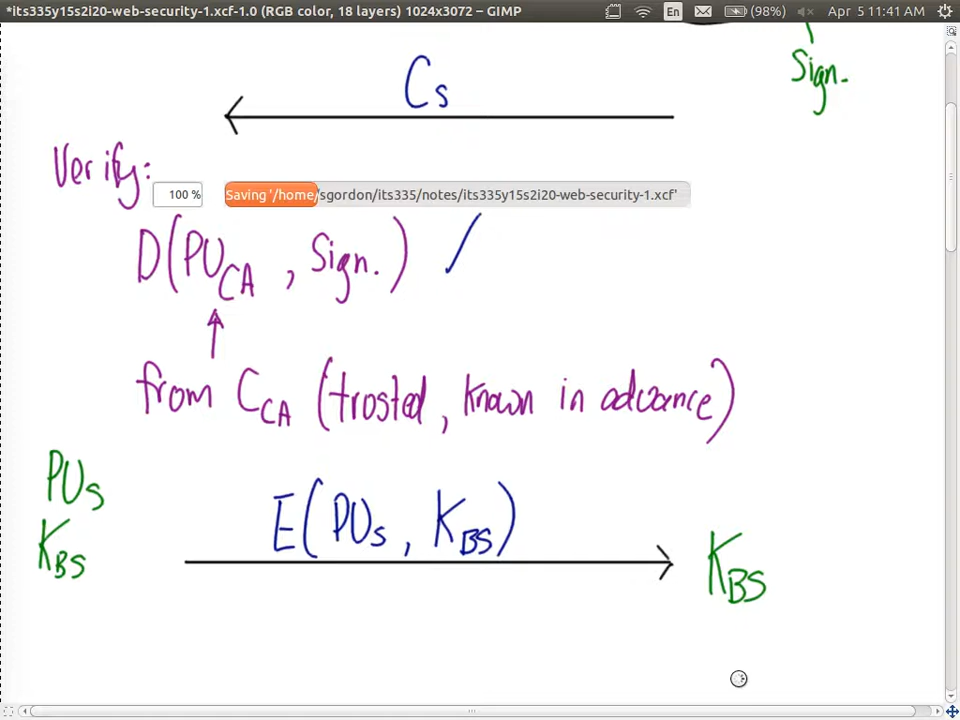 *its335y15s2i20-web-security-1.xcf-1.0 (RGB color, 18 layers) 1024x3072 – GIMP
En
(98%)
Apr 5 11:41 AM
Sign.
Cs
Verify:
100 %
Saving '/home/sgordon/its335/notes/its335y15s2i20-web-security-1.xcf'
D(PUCA, Sign.)
from CCA (trosted, known in advance)
PUs
E(PUs, KBS)
KBS
KBS